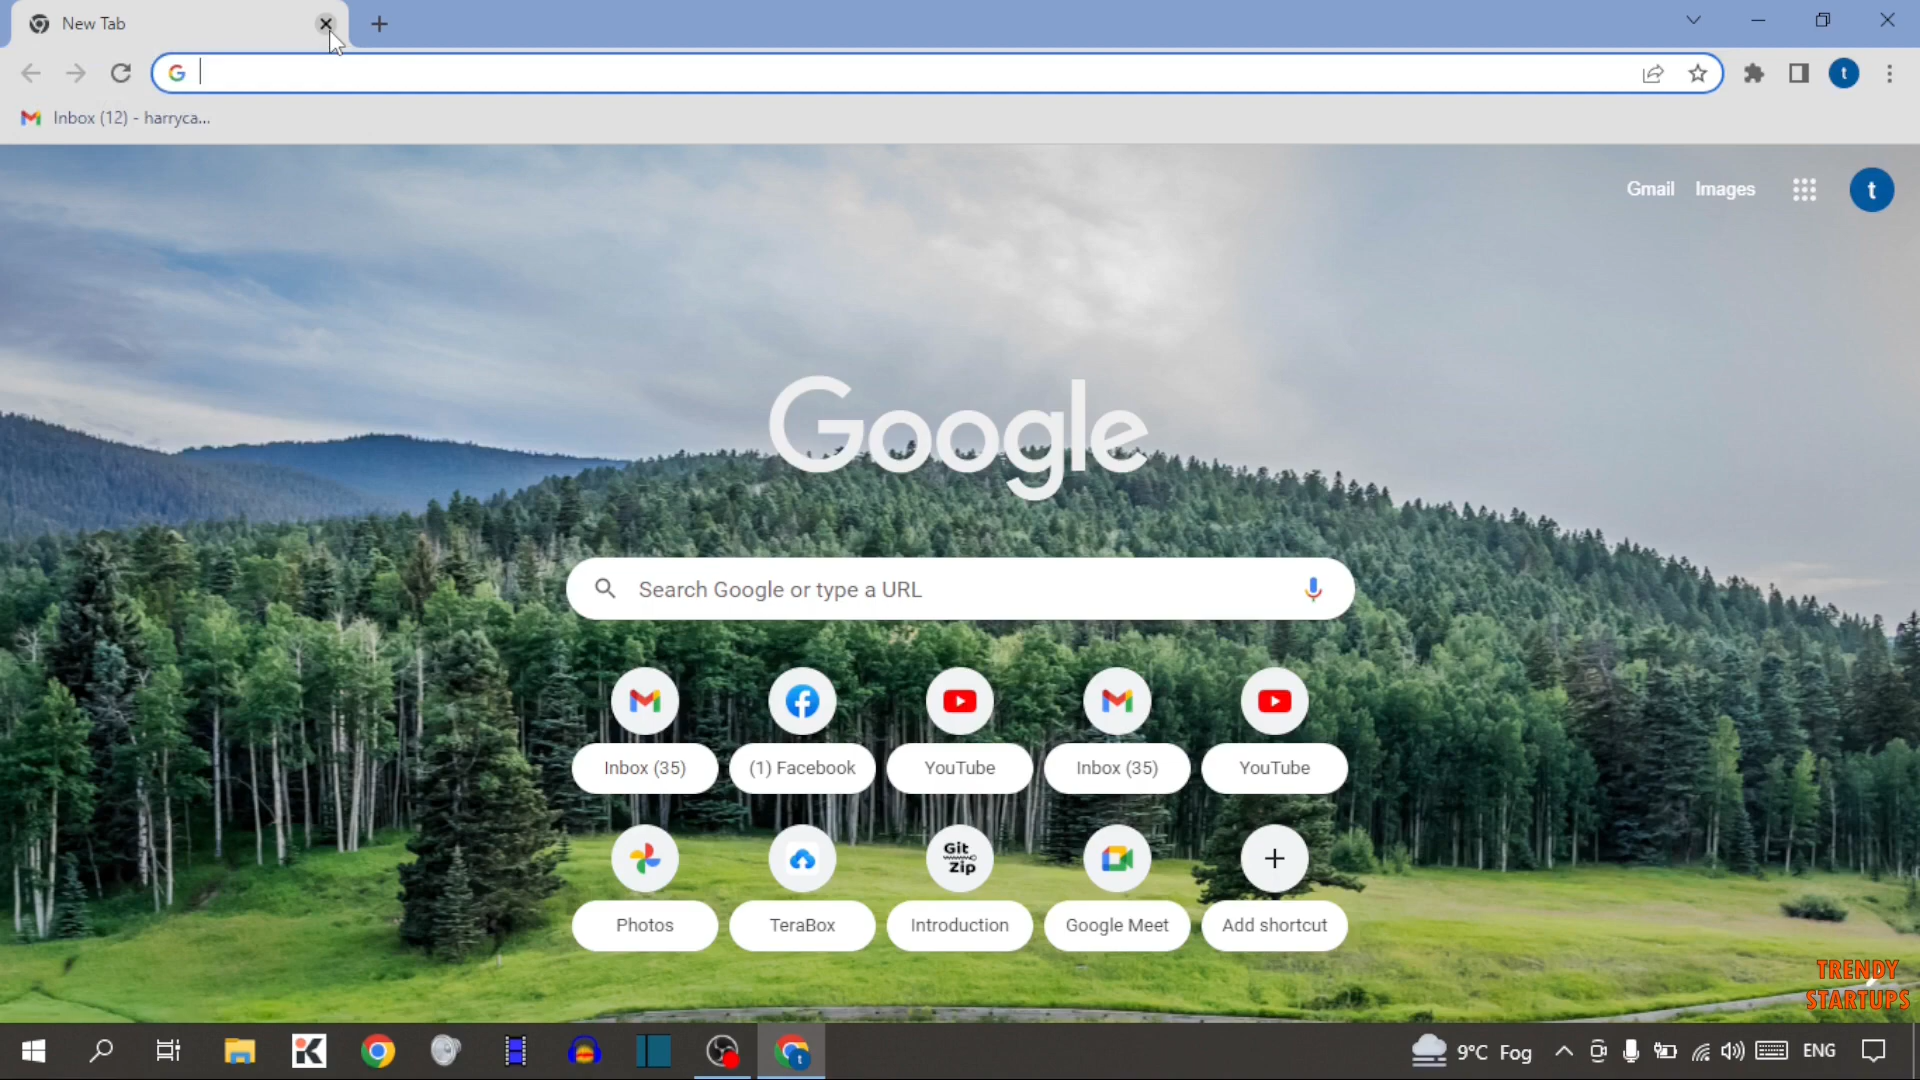 New Tab
Inbox (12) - harryca...
Gmail Images t
Google
Search Google or type a URL
Inbox (35) (1) Facebook YouTube Inbox (35) YouTube
Git Zip
Photos TeraBox Introduction Google Meet Add shortcut
TRENDY
STARTUPS
9°C Fog ENG